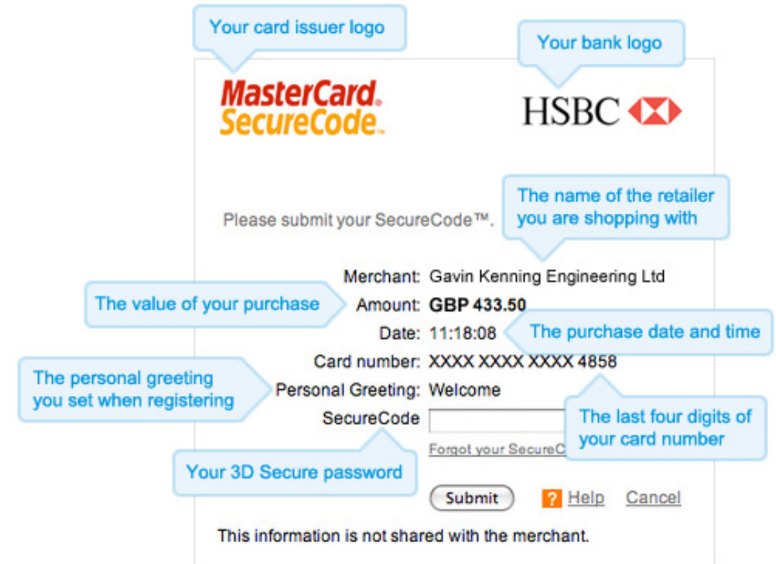 Your card issuer logo
Your bank logo
MasterCard.
SecureCode™
HSBC
The name of the retailer
you are shopping with
Please submit your SecureCode™.
Merchant: Gavin Kenning Engineering Ltd
The value of your purchase
Amount: GBP 433.50
Date: 11:18:08
The purchase date and time
Card number: XXXX XXXX XXXX 4858
The personal greeting
you set when registering
Personal Greeting: Welcome
SecureCode
The last four digits of
your card number
Forgot your
Your 3D Secure password
Submit
? Help
Cancel
This information is not shared with the merchant.